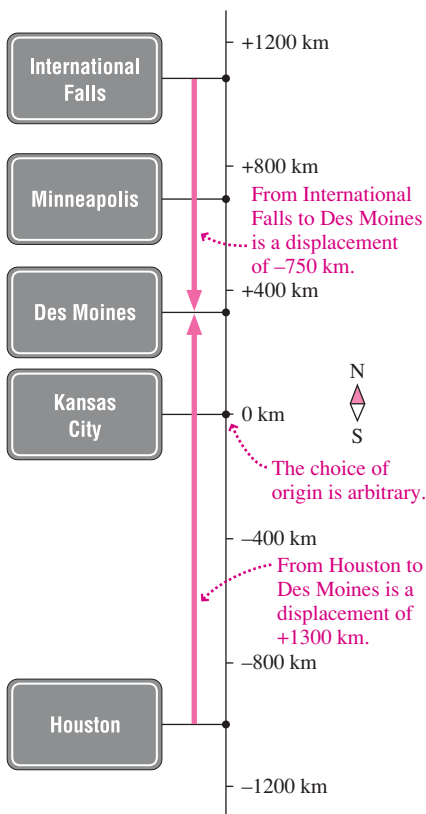 +1200 km
International
Falls
+800 km
Minneapolis
From International
Falls to Des Moines
is a displacement
of –750 km.
+400 km
Des Moines
Kansas
City
0 km
N
S
The choice of
origin is arbitrary.
–400 km
From Houston to
Des Moines is a
displacement of
+1300 km.
–800 km
Houston
–1200 km